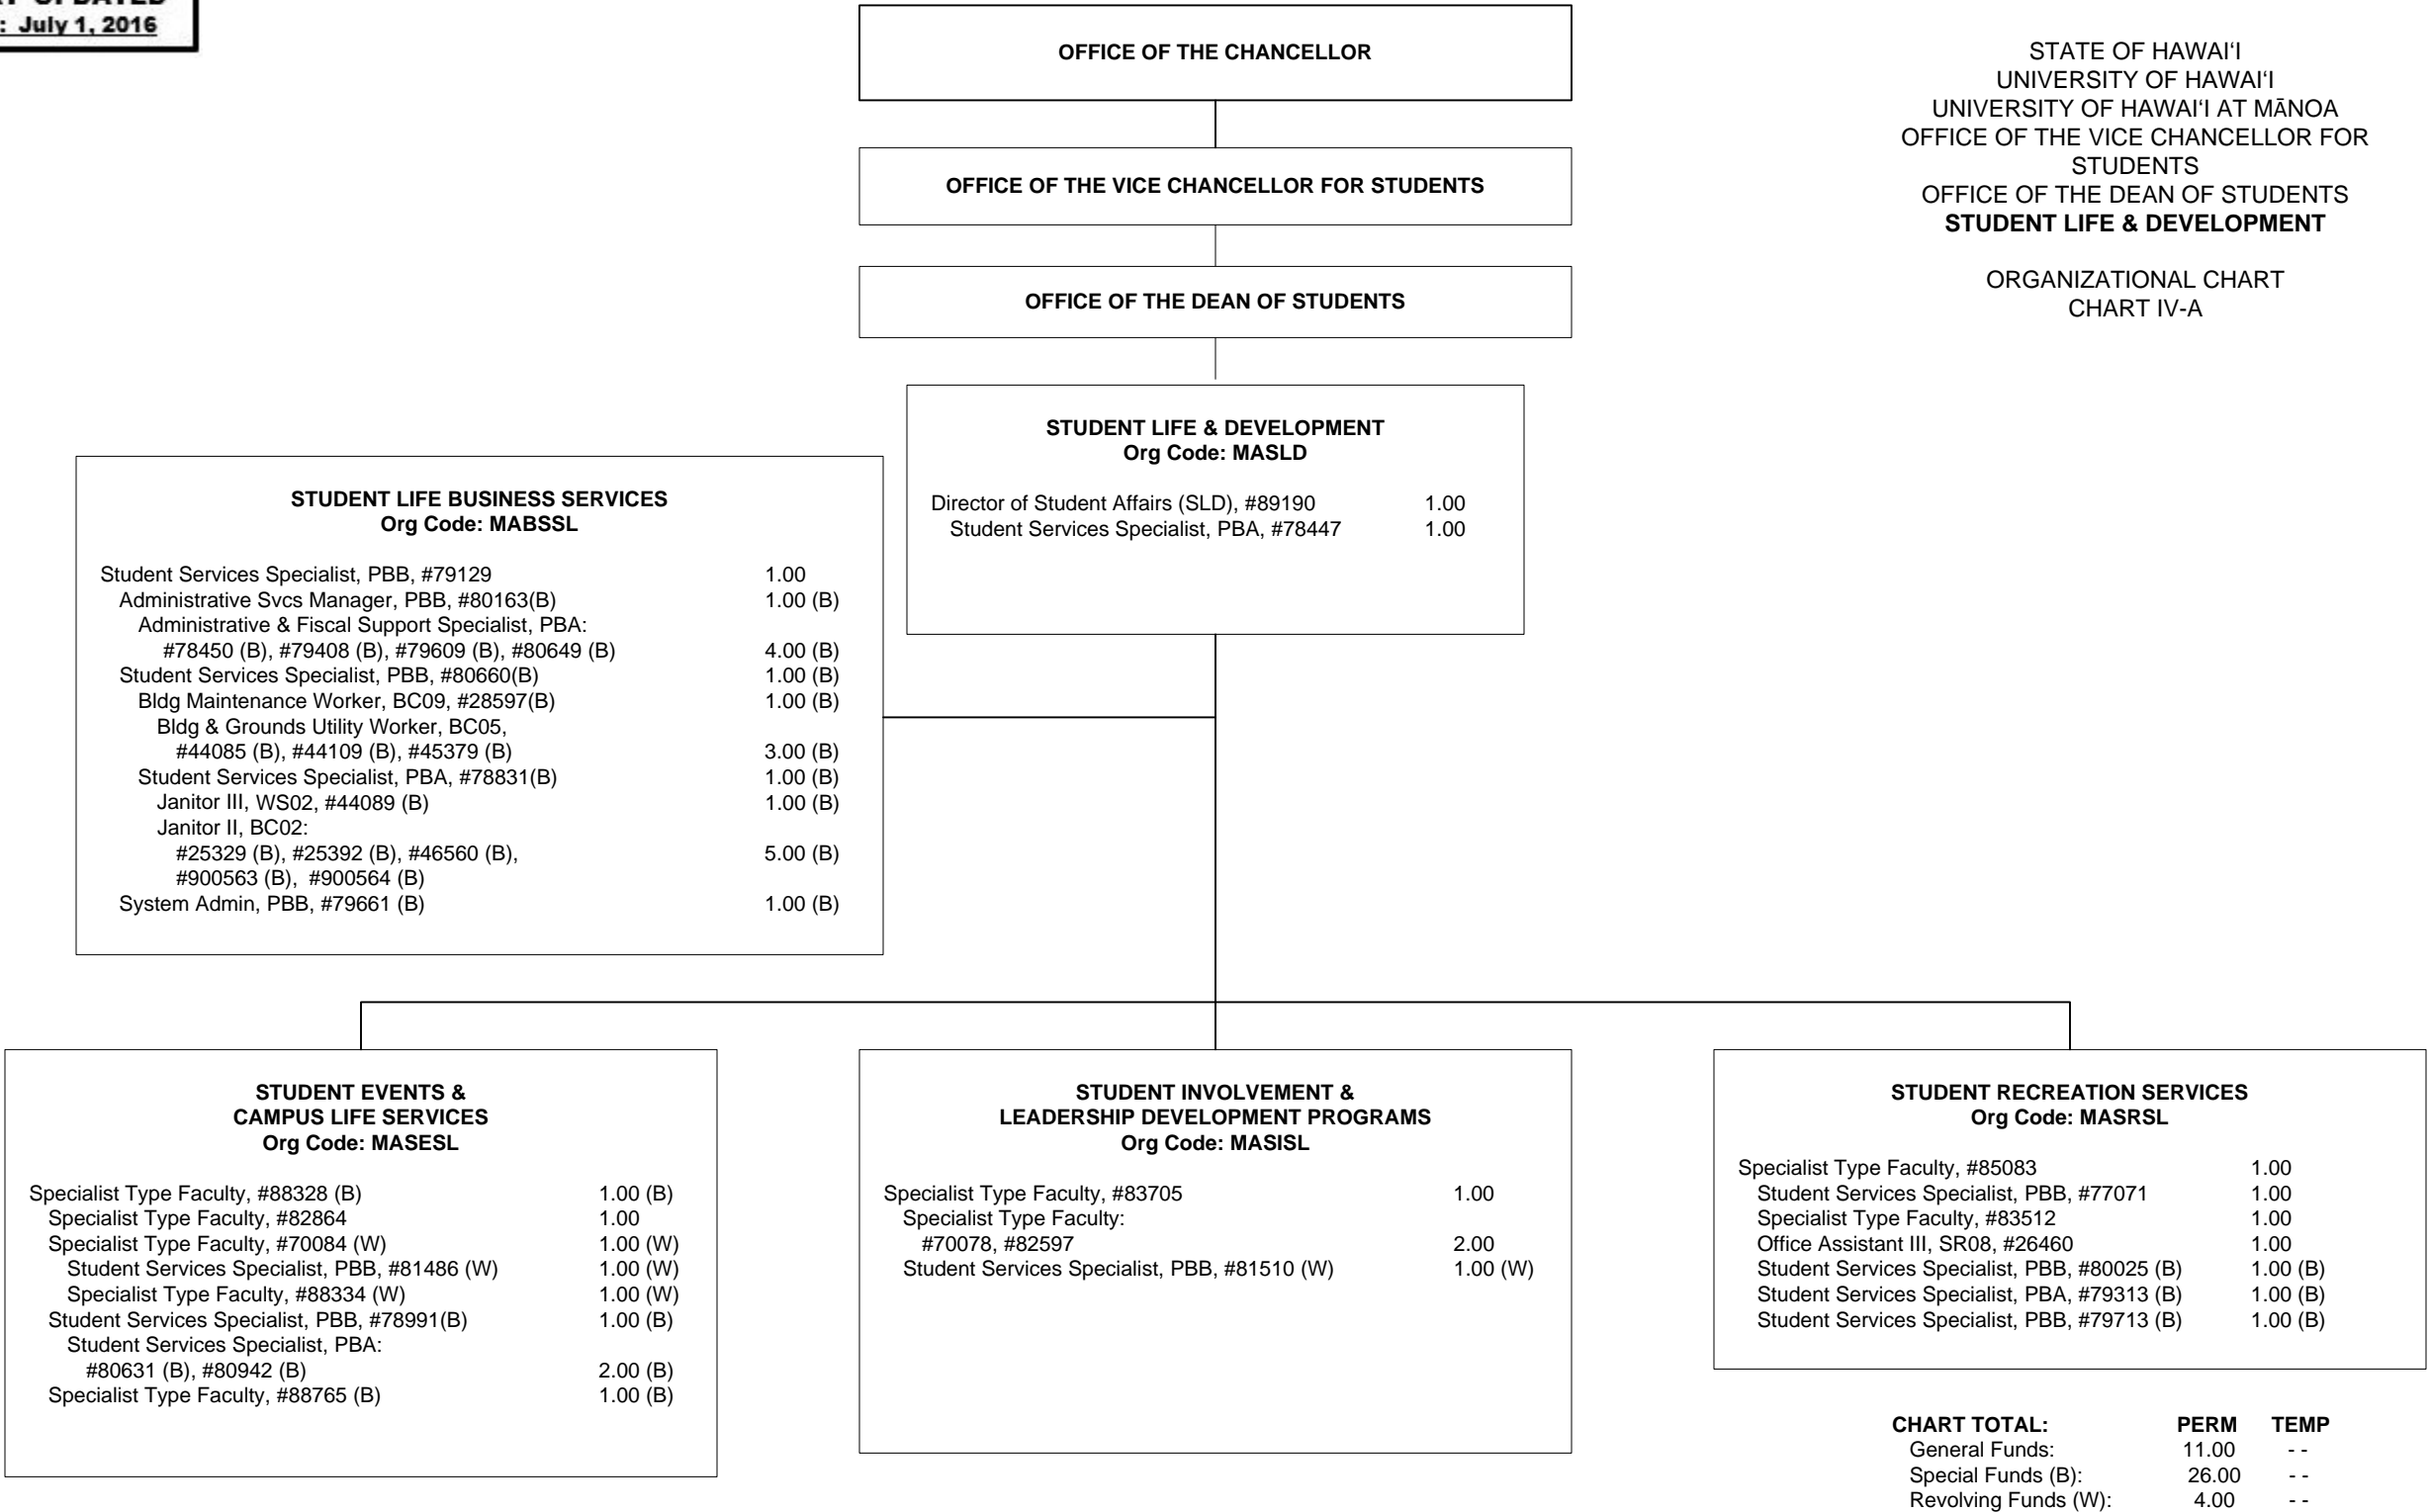 : July 1, 2016
OFFICE OF THE CHANCELLOR
OFFICE OF THE VICE CHANCELLOR FOR STUDENTS
OFFICE OF THE DEAN OF STUDENTS
STATE OF HAWAI‘I
UNIVERSITY OF HAWAI‘I
UNIVERSITY OF HAWAI‘I AT MĀNOA
OFFICE OF THE VICE CHANCELLOR FOR
STUDENTS
OFFICE OF THE DEAN OF STUDENTS
STUDENT LIFE & DEVELOPMENT
ORGANIZATIONAL CHART
CHART IV-A
STUDENT LIFE & DEVELOPMENT
Org Code: MASLD
Director of Student Affairs (SLD), #89190 1.00
Student Services Specialist, PBA, #78447 1.00
STUDENT LIFE BUSINESS SERVICES
Org Code: MABSSL
Student Services Specialist, PBB, #79129 1.00
Administrative Svcs Manager, PBB, #80163(B) 1.00 (B)
Administrative & Fiscal Support Specialist, PBA:
#78450 (B), #79408 (B), #79609 (B), #80649 (B) 4.00 (B)
Student Services Specialist, PBB, #80660(B) 1.00 (B)
Bldg Maintenance Worker, BC09, #28597(B) 1.00 (B)
Bldg & Grounds Utility Worker, BC05,
#44085 (B), #44109 (B), #45379 (B) 3.00 (B)
Student Services Specialist, PBA, #78831(B) 1.00 (B)
Janitor III, WS02, #44089 (B) 1.00 (B)
Janitor II, BC02:
#25329 (B), #25392 (B), #46560 (B), 5.00 (B)
#900563 (B), #900564 (B)
System Admin, PBB, #79661 (B) 1.00 (B)
STUDENT EVENTS &
CAMPUS LIFE SERVICES
Org Code: MASESL
Specialist Type Faculty, #88328 (B) 1.00 (B)
Specialist Type Faculty, #82864 1.00
Specialist Type Faculty, #70084 (W) 1.00 (W)
Student Services Specialist, PBB, #81486 (W) 1.00 (W)
Specialist Type Faculty, #88334 (W) 1.00 (W)
Student Services Specialist, PBB, #78991(B) 1.00 (B)
Student Services Specialist, PBA:
#80631 (B), #80942 (B) 2.00 (B)
Specialist Type Faculty, #88765 (B) 1.00 (B)
STUDENT INVOLVEMENT &
LEADERSHIP DEVELOPMENT PROGRAMS
Org Code: MASISL
Specialist Type Faculty, #83705 1.00
Specialist Type Faculty:
#70078, #82597 2.00
Student Services Specialist, PBB, #81510 (W) 1.00 (W)
STUDENT RECREATION SERVICES
Org Code: MASRSL
Specialist Type Faculty, #85083 1.00
Student Services Specialist, PBB, #77071 1.00
Specialist Type Faculty, #83512 1.00
Office Assistant III, SR08, #26460 1.00
Student Services Specialist, PBB, #80025 (B) 1.00 (B)
Student Services Specialist, PBA, #79313 (B) 1.00 (B)
Student Services Specialist, PBB, #79713 (B) 1.00 (B)
CHART TOTAL: PERM TEMP
General Funds: 11.00 - -
Special Funds (B): 26.00 - -
Revolving Funds (W): 4.00 - -